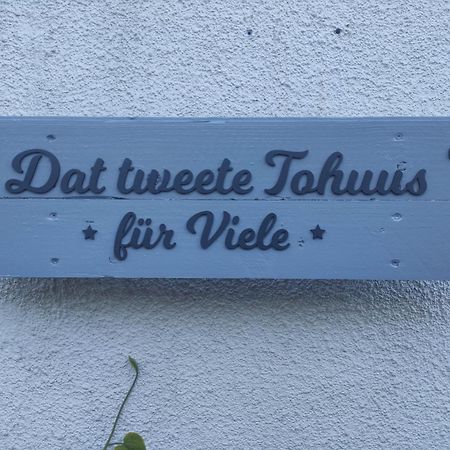 Dat tweete Tohuus
für Viele